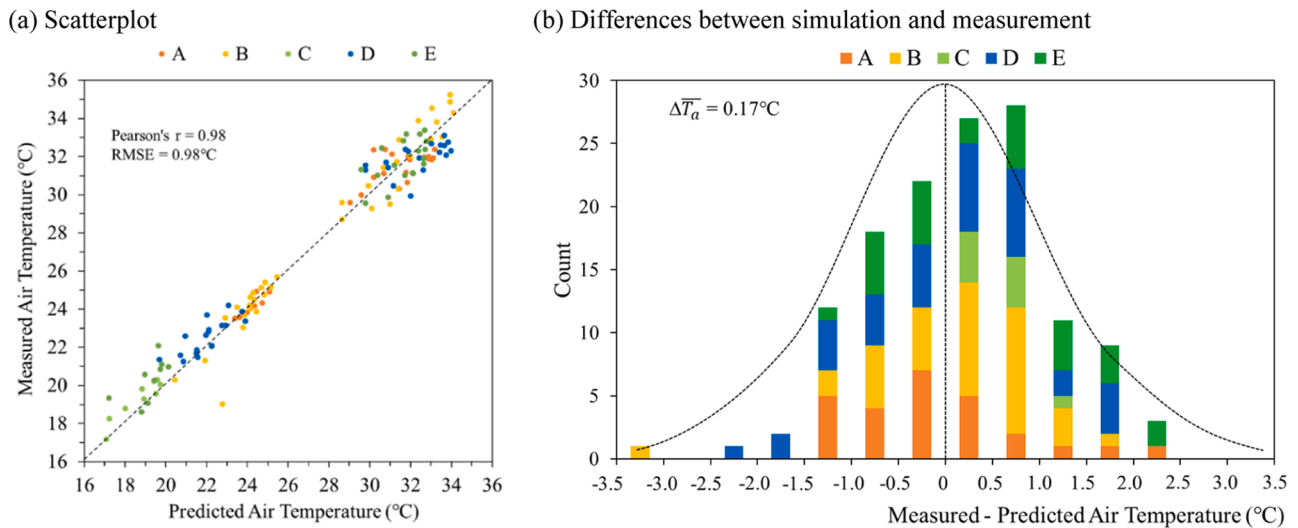 (a) Scatterplot
A B C D E
36
34
32
30
28
26
24
22
20
18
16
Measured Air Temperature (℃)
Pearson's r = 0.98
RMSE = 0.98℃
16 18 20 22 24 26 28 30 32 34 36
Predicted Air Temperature (℃)
(b) Differences between simulation and measurement
A B C D E
30
25
20
15
10
5
0
Count
ΔT̅a̅ = 0.17℃
-3.5 -3.0 -2.5 -2.0 -1.5 -1.0 -0.5 0 0.5 1.0 1.5 2.0 2.5 3.0 3.5
Measured - Predicted Air Temperature (℃)